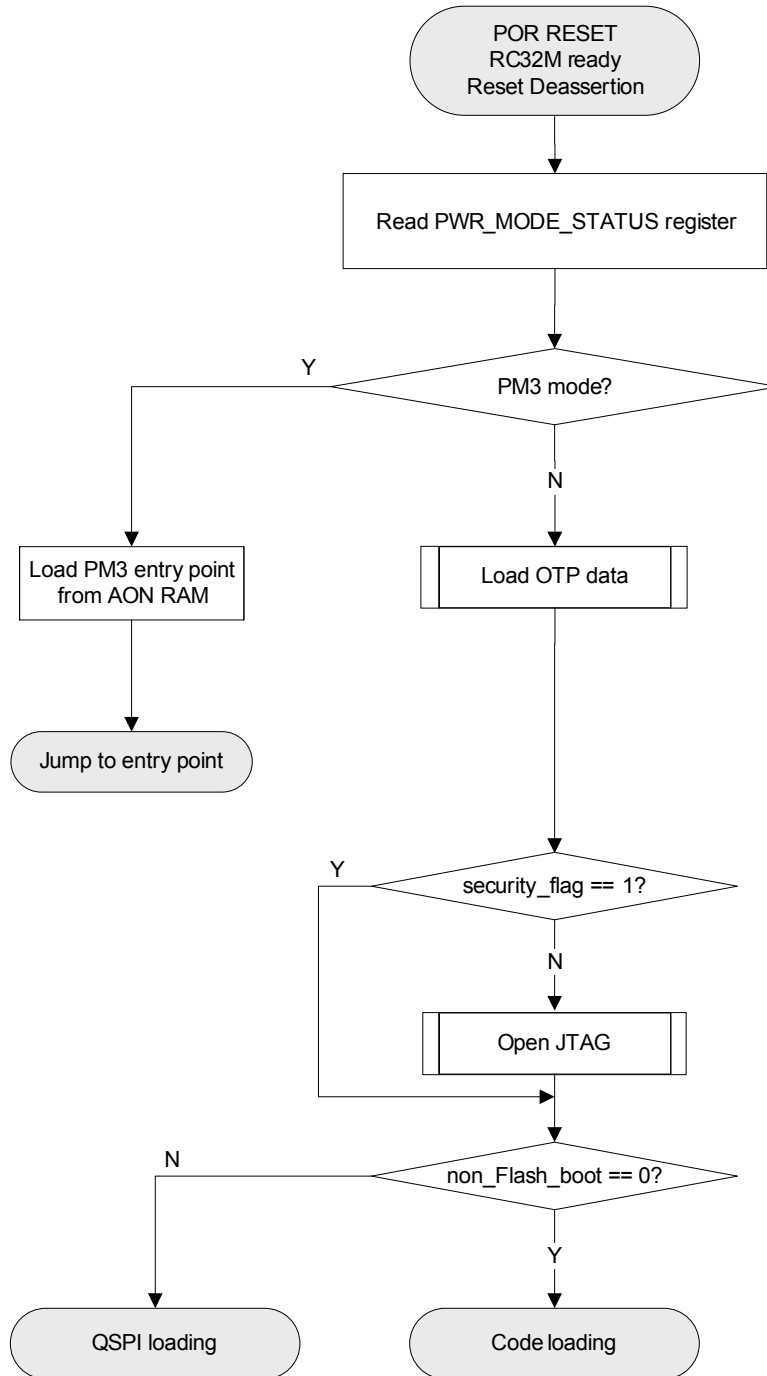 POR RESET
RC32M ready
Reset Deassertion
Read PWR_MODE_STATUS register
Y
PM3 mode?
N
Load PM3 entry point
from AON RAM
Load OTP data
Jump to entry point
Y
security_flag == 1?
N
Open JTAG
N
non_Flash_boot == 0?
Y
QSPI loading
Code loading